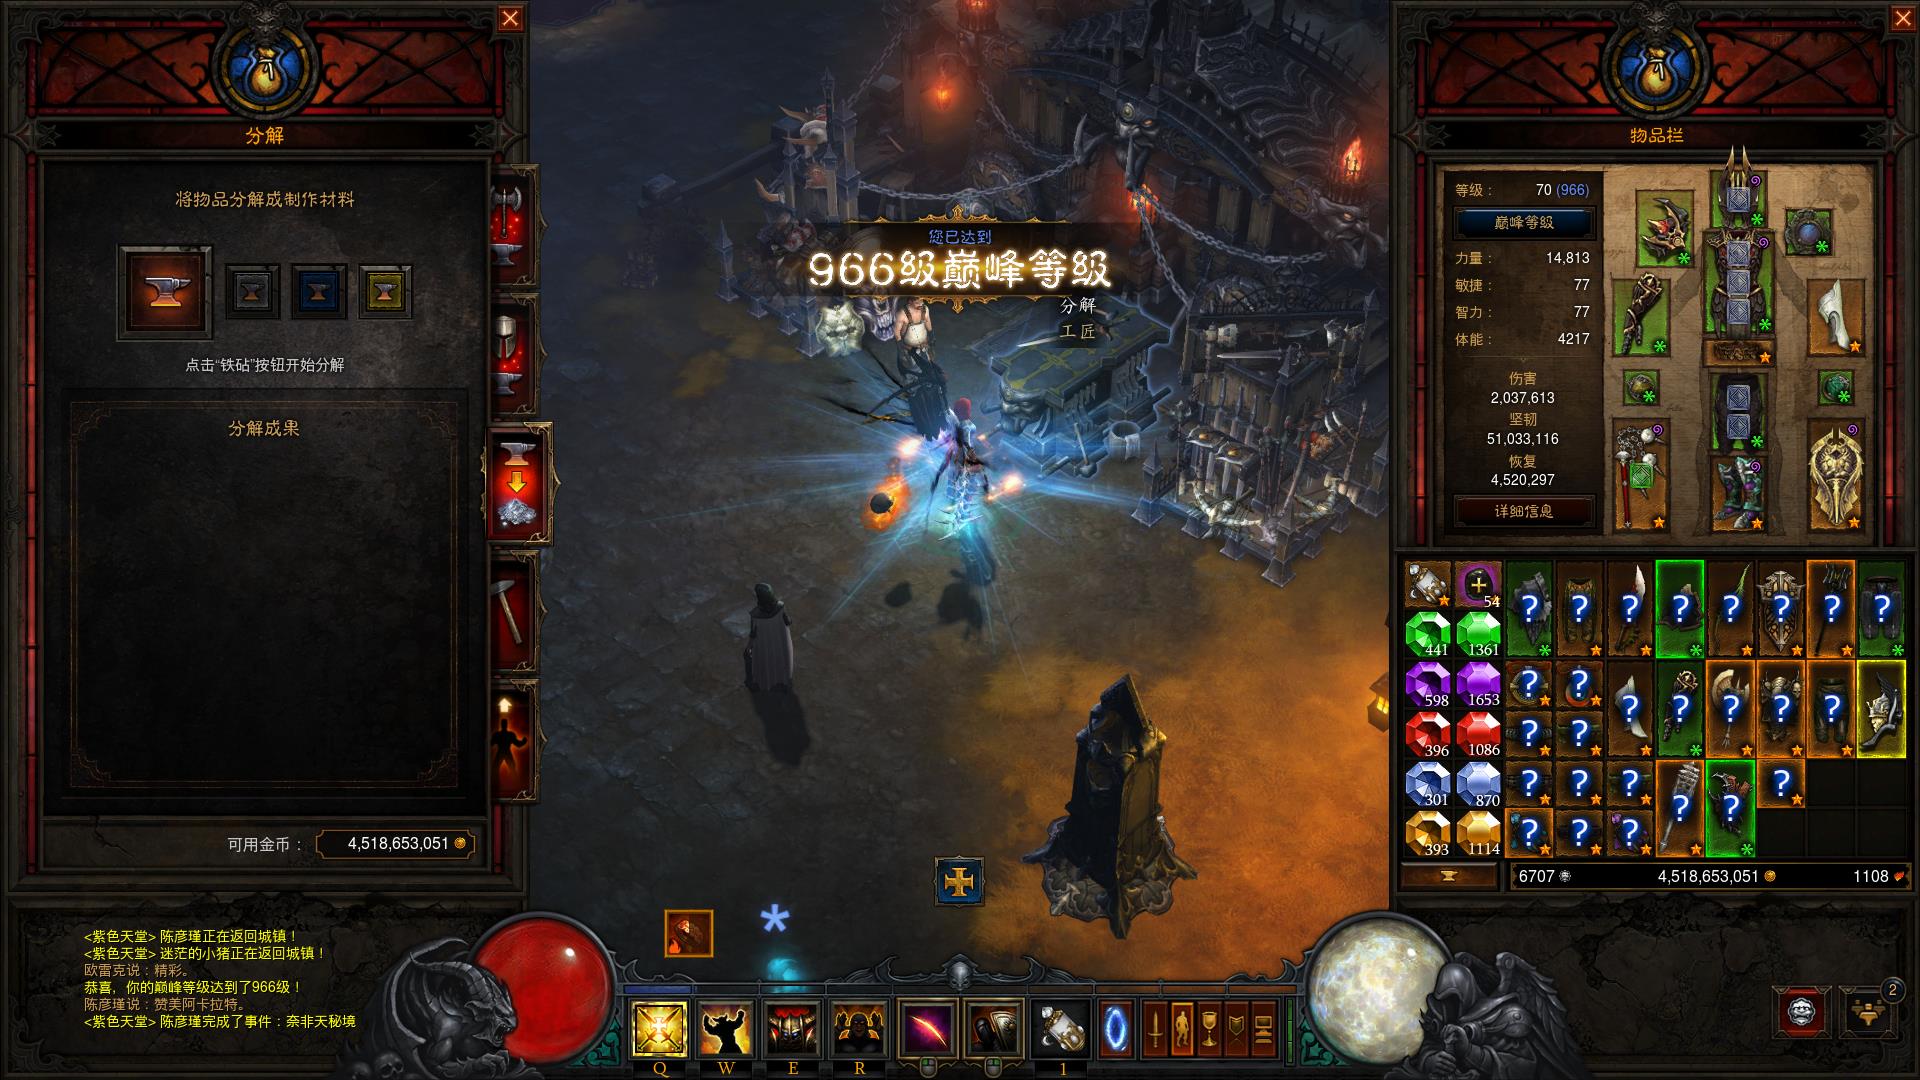 分解
将物品分解成制作材料
点击“铁砧”按钮开始分解
分解成果
可用金币： 4,518,653,051
<紫色天堂> 陈彦瑾正在返回城镇！
<紫色天堂> 迷茫的小猪正在返回城镇！
欧雷克说：精彩。
恭喜，你的巅峰等级达到了966级！
陈彦瑾说：赞美阿卡拉特。
<紫色天堂> 陈彦瑾完成了事件：奈非天秘境
您已达到
966级巅峰等级
分解
工匠
Q W E R 1
物品栏
等级： 70 (966)
巅峰等级
力量： 14,813
敏捷： 77
智力： 77
体能： 4217
伤害
2,037,613
坚韧
51,033,116
恢复
4,520,297
详细信息
54
? ? ? ? ? ? ? ?
441 1361
? ? ? ? ? ? ?
598 1653
? ?
396 1086
? ? ? ? ? ?
301 870
? ? ?
393 1114
6707 4,518,653,051 1108
2